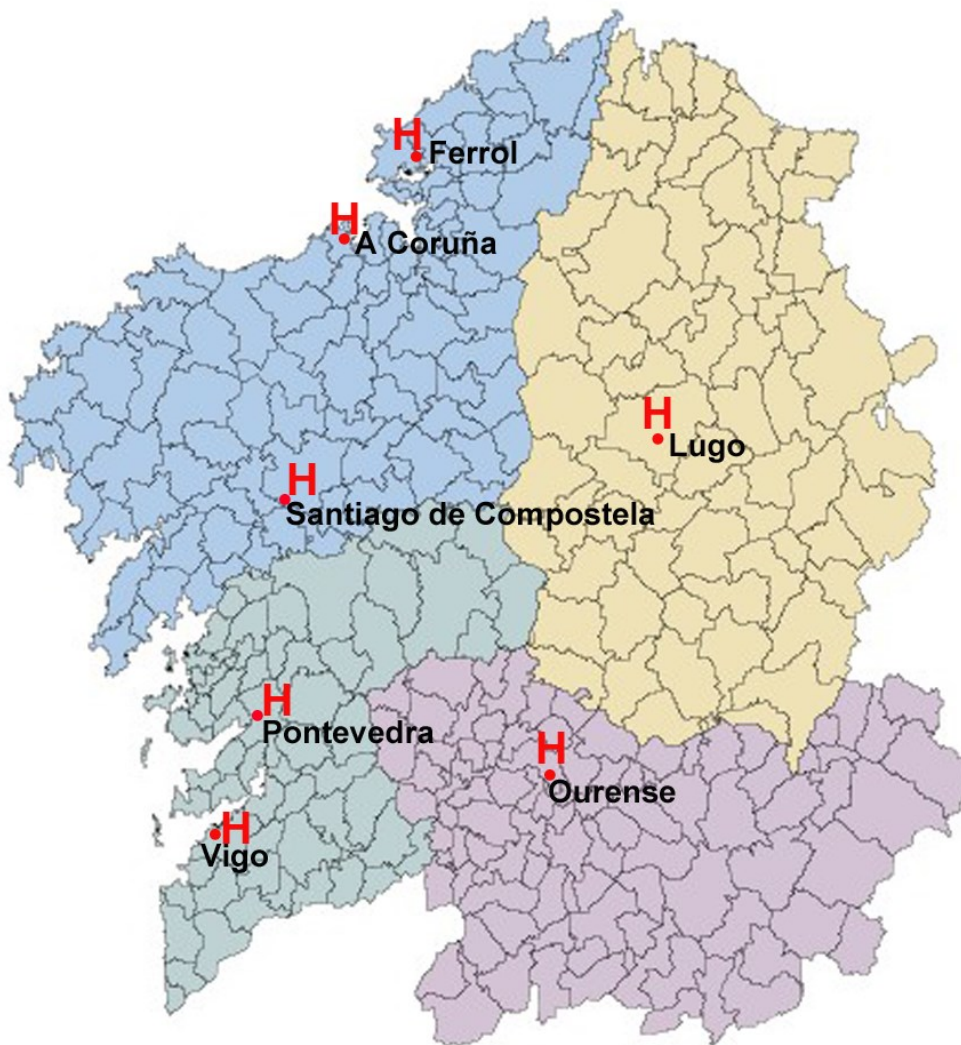 H
Ferrol
H
A Coruña
H
Lugo
H
Santiago de Compostela
H
Pontevedra
H
Ourense
H
Vigo